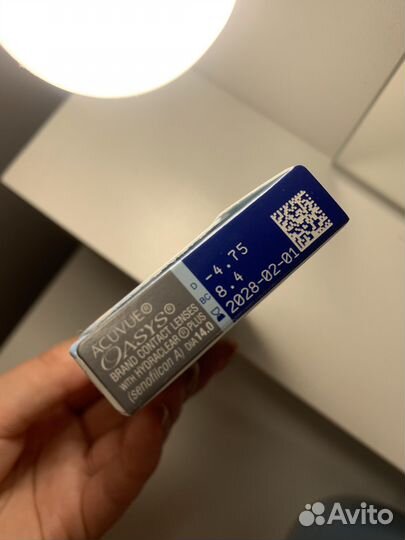 ACUVUE®
OASYS®
BRAND CONTACT LENSES
WITH HYDRACLEAR® PLUS
(senofilcon A) DIA 14.0
D -4.75
BC 8.4
2028-02-01
Avito